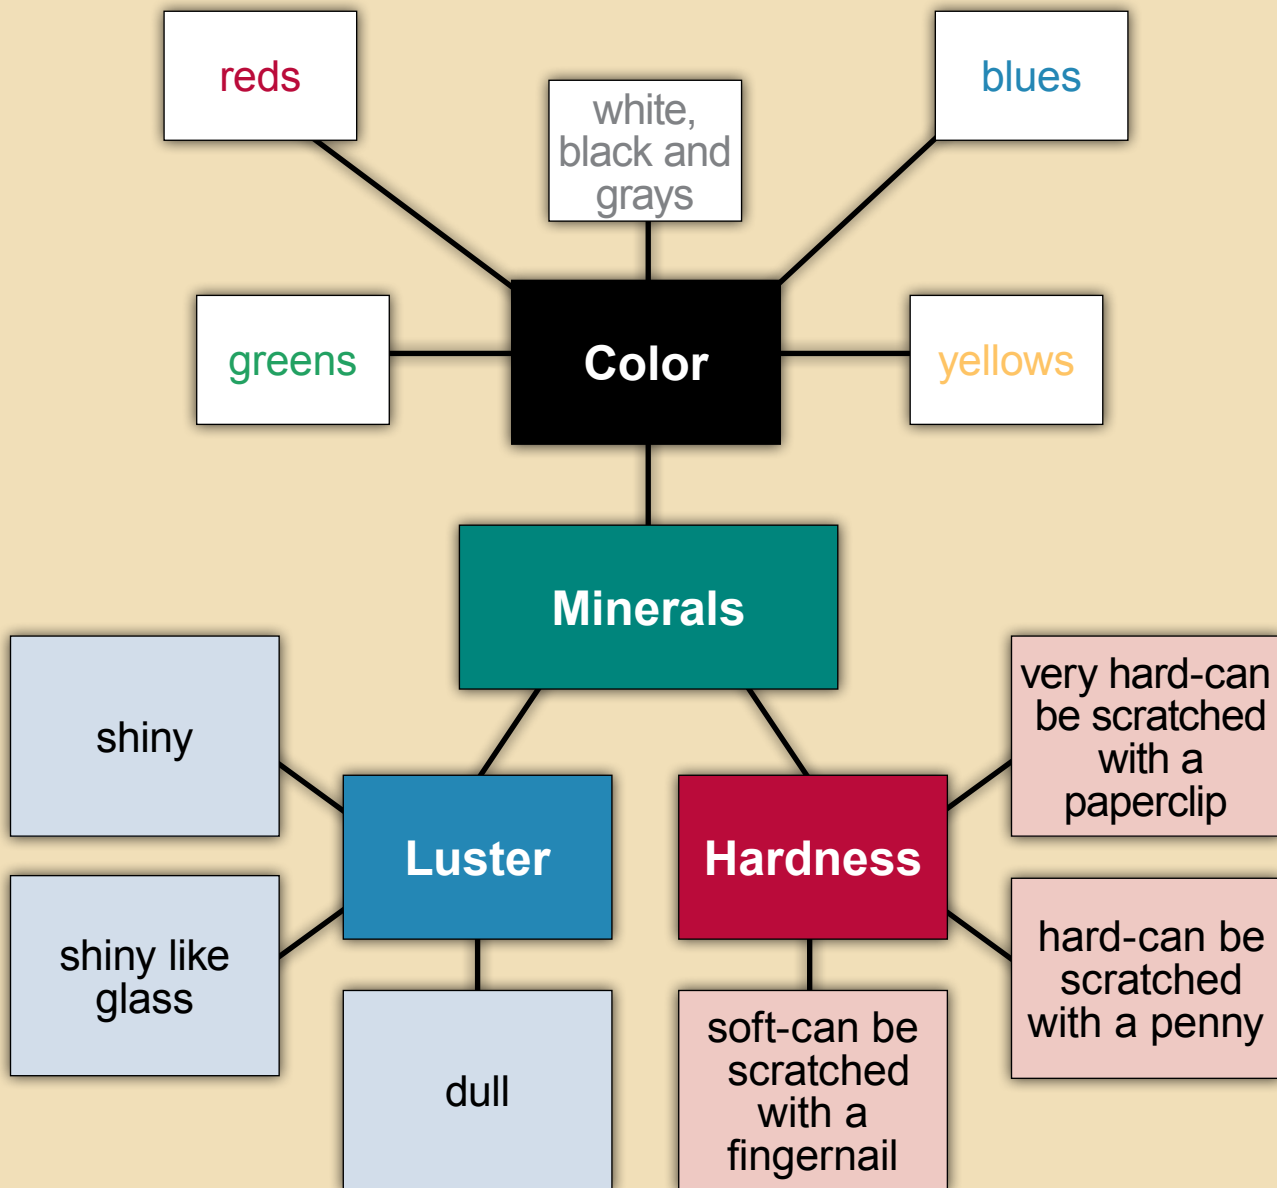 reds
white,
black and
grays
blues
greens
Color
yellows
Minerals
shiny
very hard-can
be scratched
with a
paperclip
Luster
Hardness
shiny like
glass
hard-can be
scratched
with a penny
dull
soft-can be
scratched
with a
fingernail